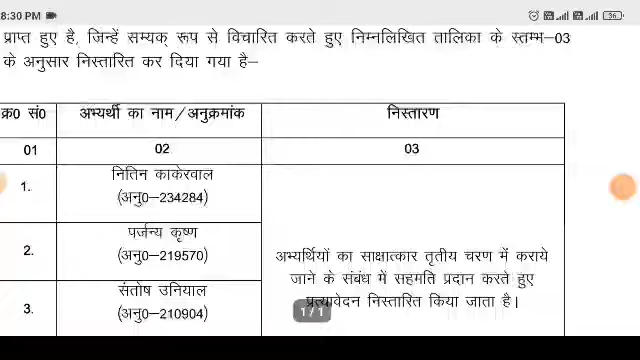 8:30 PM
36
प्राप्त हुए है, जिन्हें सम्यक् रूप से विचारित करते हुए निम्नलिखित तालिका के स्तम्भ–03
के अनुसार निस्तारित कर दिया गया है–
क्र0 सं0 अभ्यर्थी का नाम/अनुक्रमांक निस्तारण
01 02 03
1. नितिन काकेरवाल
(अनु0–234284)
2. पर्जन्य कृष्ण
(अनु0–219570)
3. संतोष उनियाल
(अनु0–210904)
अभ्यर्थियों का साक्षात्कार तृतीय चरण में कराये
जाने के संबंध में सहमति प्रदान करते हुए
प्रत्यावेदन निस्तारित किया जाता है।
1/1